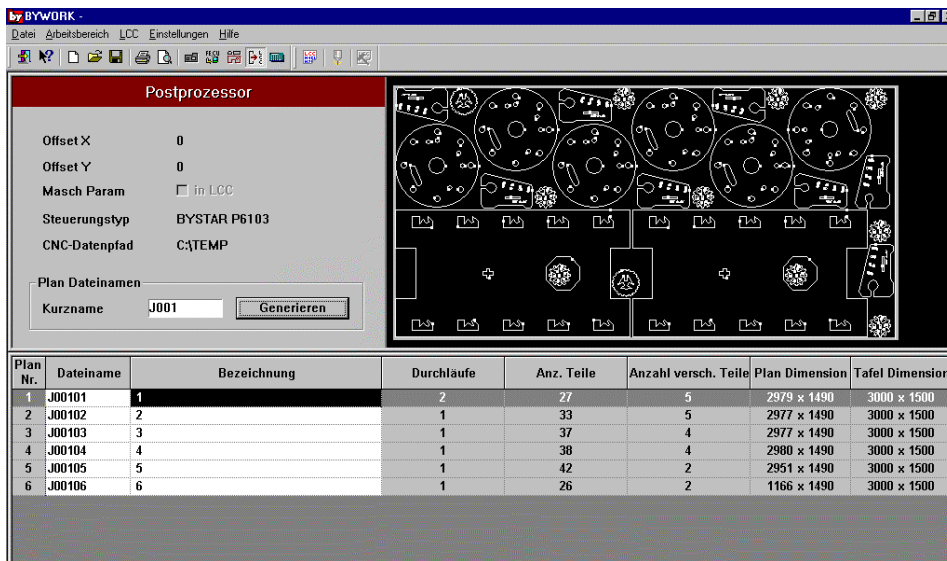 by BYWORK -
Datei Arbeitsbereich LCC Einstellungen Hilfe
Postprozessor
Offset X 0
Offset Y 0
Masch Param in LCC
Steuerungstyp BYSTAR P6103
CNC-Datenpfad C:\TEMP
Plan Dateinamen
Kurzname J001 Generieren
Plan Nr. Dateiname Bezeichnung Durchläufe Anz. Teile Anzahl versch. Teile Plan Dimension Tafel Dimension
1 J00101 1 2 27 5 2979 x 1490 3000 x 1500
2 J00102 2 1 33 5 2977 x 1490 3000 x 1500
3 J00103 3 1 37 4 2977 x 1490 3000 x 1500
4 J00104 4 1 38 4 2980 x 1490 3000 x 1500
5 J00105 5 1 42 2 2951 x 1490 3000 x 1500
6 J00106 6 1 26 2 1166 x 1490 3000 x 1500